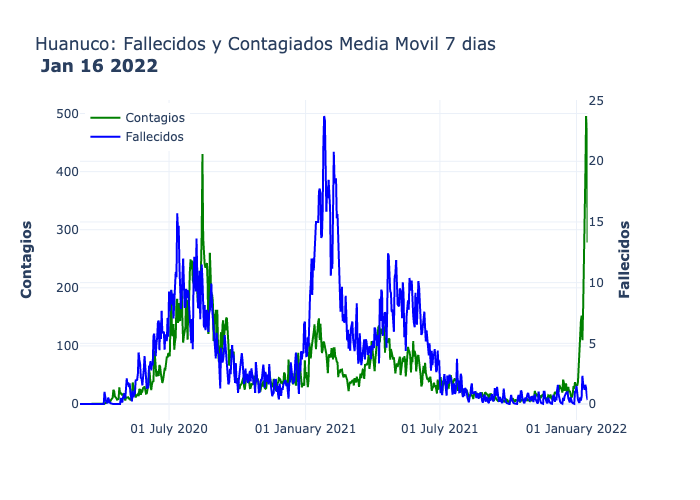 Huanuco: Fallecidos y Contagiados Media Movil 7 dias
Jan 16 2022
Contagios
Fallecidos
500
400
300
200
100
0
Contagios
25
20
15
10
5
0
Fallecidos
01 July 2020 01 January 2021 01 July 2021 01 January 2022